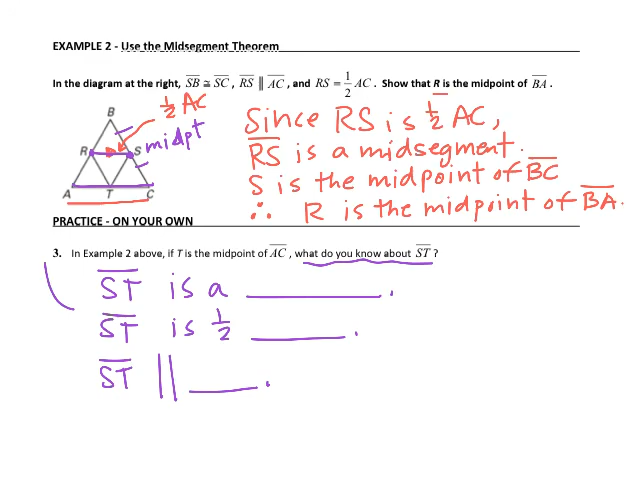 EXAMPLE 2 - Use the Midsegment Theorem
In the diagram at the right, SB ≅ SC, RS ∥ AC, and RS = 1/2 AC. Show that R is the midpoint of BA.
1/2 AC
B
R
S
midpt
A
T
C
Since RS is 1/2 AC,
RS is a midsegment.
S is the midpoint of BC
∴ R is the midpoint of BA.
PRACTICE - ON YOUR OWN
3. In Example 2 above, if T is the midpoint of AC, what do you know about ST?
ST is a ______.
ST is 1/2 ______.
ST || ______.